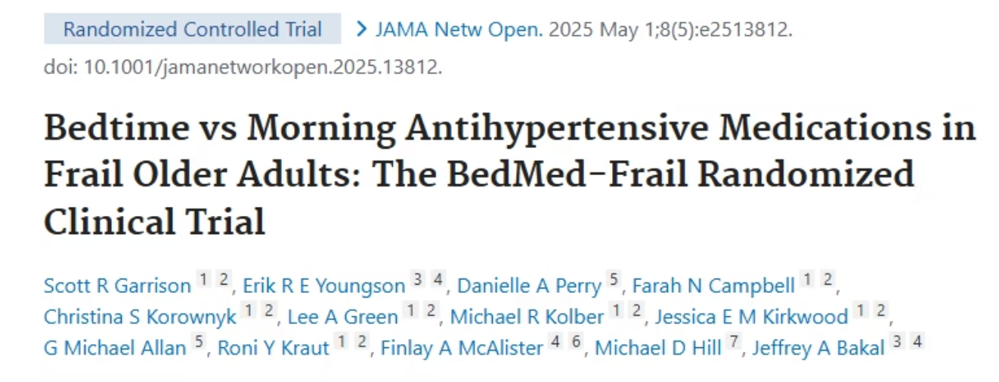 Randomized Controlled Trial > JAMA Netw Open. 2025 May 1;8(5):e2513812.
doi: 10.1001/jamanetworkopen.2025.13812.
Bedtime vs Morning Antihypertensive Medications in
Frail Older Adults: The BedMed-Frail Randomized
Clinical Trial
Scott R Garrison 1 2, Erik R E Youngson 3 4, Danielle A Perry 5, Farah N Campbell 1 2,
Christina S Korownyk 1 2, Lee A Green 1 2, Michael R Kolber 1 2, Jessica E M Kirkwood 1 2,
G Michael Allan 5, Roni Y Kraut 1 2, Finlay A McAlister 4 6, Michael D Hill 7, Jeffrey A Bakal 3 4